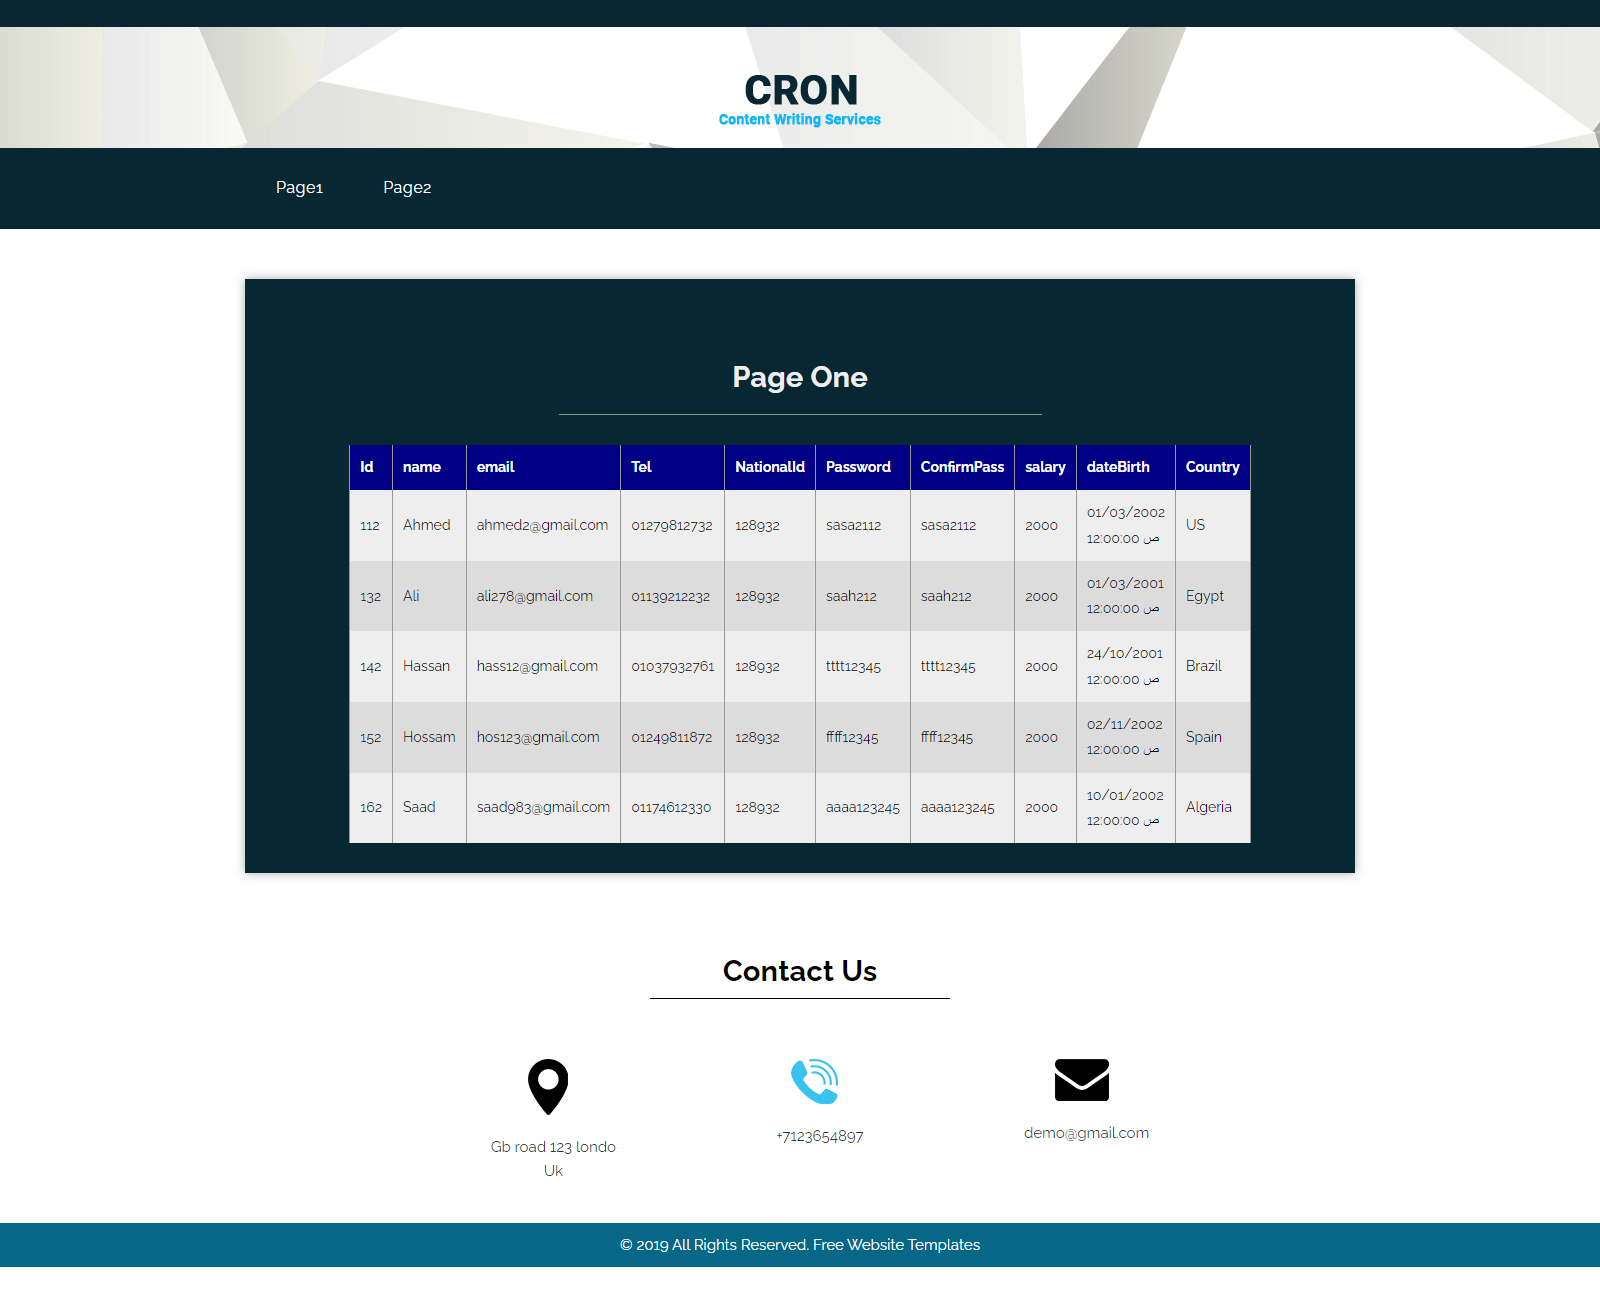 CRON
Content Writing Services
Page1 Page2
Page One
Id name email Tel NationalId Password ConfirmPass salary dateBirth Country
112 Ahmed ahmed2@gmail.com 01279812732 128932 sasa2112 sasa2112 2000 01/03/2002 12:00:00 ص US
132 Ali ali278@gmail.com 01139212232 128932 saah212 saah212 2000 01/03/2001 12:00:00 ص Egypt
142 Hassan hass12@gmail.com 01037932761 128932 tttt12345 tttt12345 2000 24/10/2001 12:00:00 ص Brazil
152 Hossam hos123@gmail.com 01249811872 128932 ffff12345 ffff12345 2000 02/11/2002 12:00:00 ص Spain
162 Saad saad983@gmail.com 01174612330 128932 aaaa123245 aaaa123245 2000 10/01/2002 12:00:00 ص Algeria
Contact Us
Gb road 123 londo
Uk
+7123654897
demo@gmail.com
© 2019 All Rights Reserved. Free Website Templates